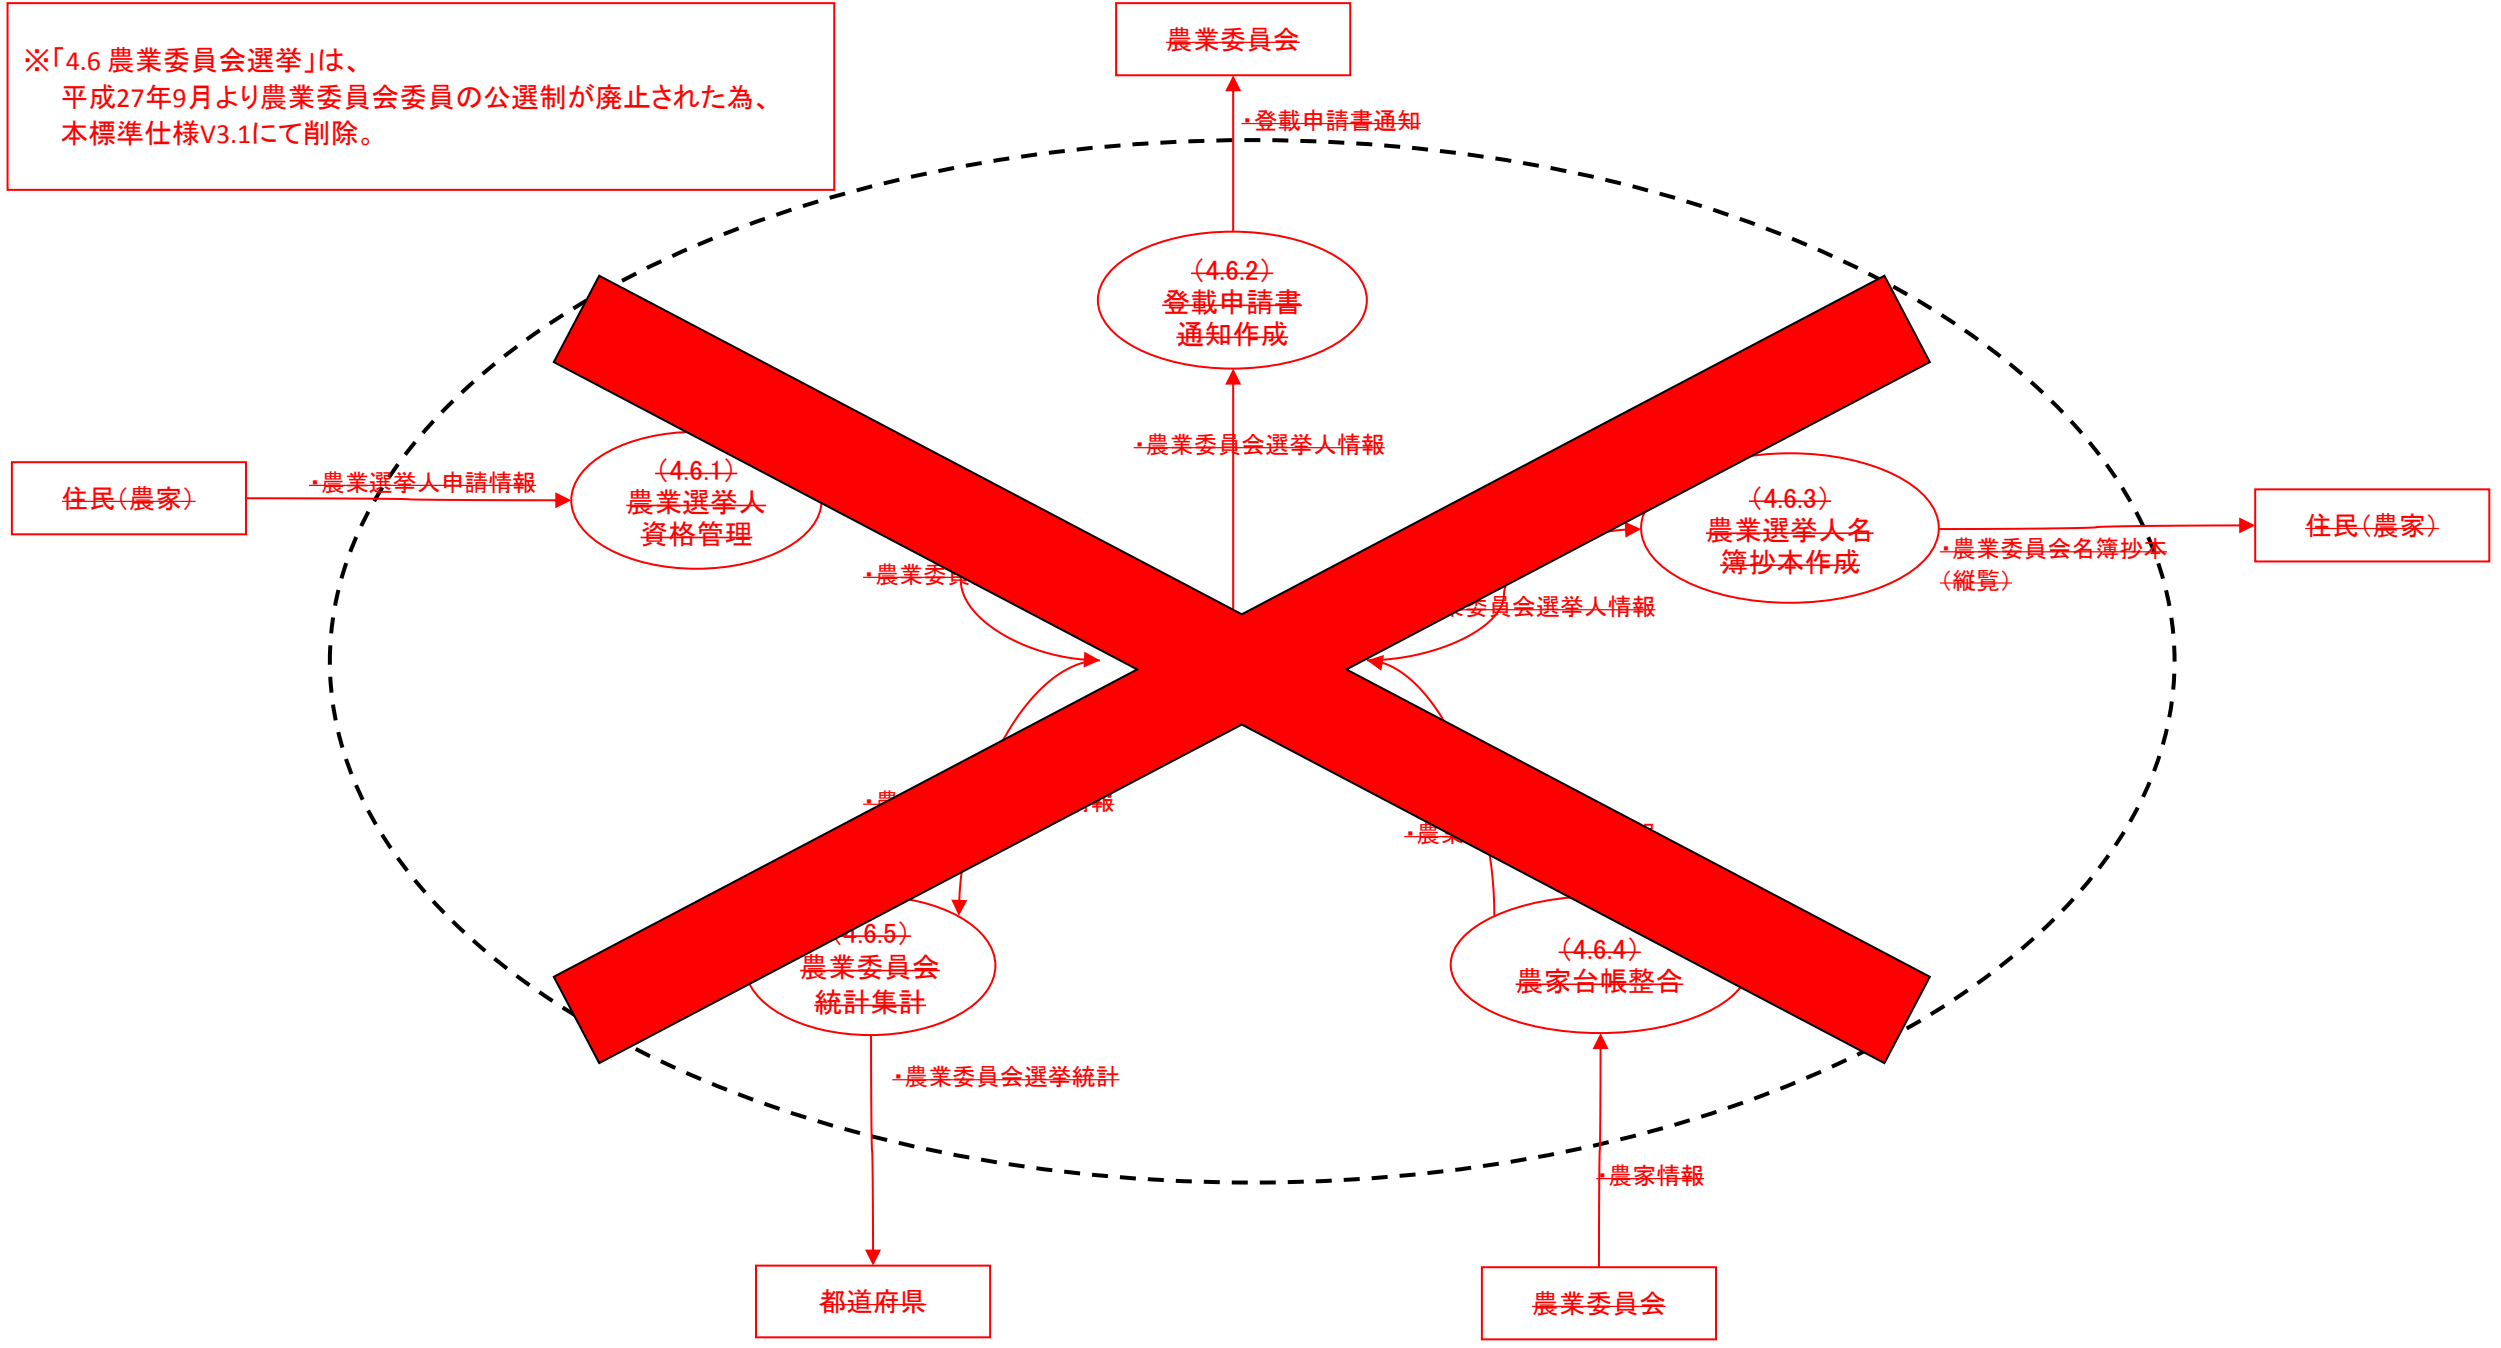 ※「4.6 農業委員会選挙」は、
平成27年9月より農業委員会委員の公選制が廃止された為、
本標準仕様V3.1にて削除。
農業委員会
・登載申請書通知
（4.6.2）
登載申請書
通知作成
・農業委員会選挙人情報
住民（農家）
・農業選挙人申請情報
（4.6.1）
農業選挙人
資格管理
・農業委員
（4.6.3）
農業選挙人名
簿抄本作成
・農業委員会名簿抄本
（縦覧）
住民（農家）
委員会選挙人情報
・農
報
・農
（4.6.5）
農業委員会
統計集計
（4.6.4）
農家台帳整合
・農業委員会選挙統計
・農家情報
都道府県
農業委員会